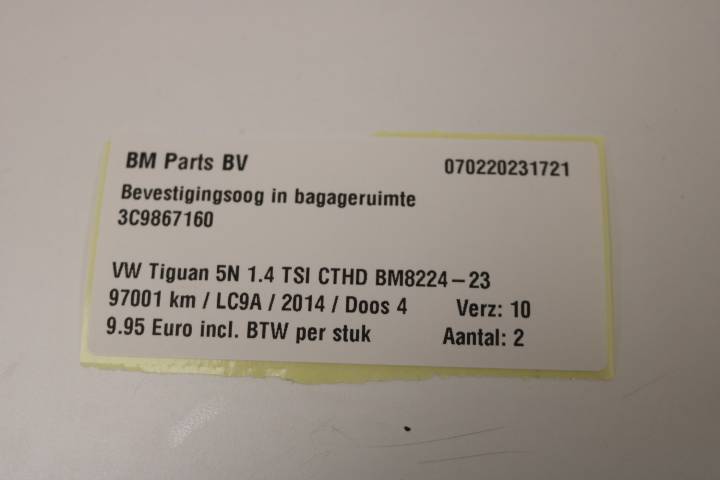 BM Parts BV 070220231721
Bevestigingsoog in bagageruimte
3C9867160
VW Tiguan 5N 1.4 TSI CTHD BM8224-23
97001 km / LC9A / 2014 / Doos 4 Verz: 10
9.95 Euro incl. BTW per stuk Aantal: 2